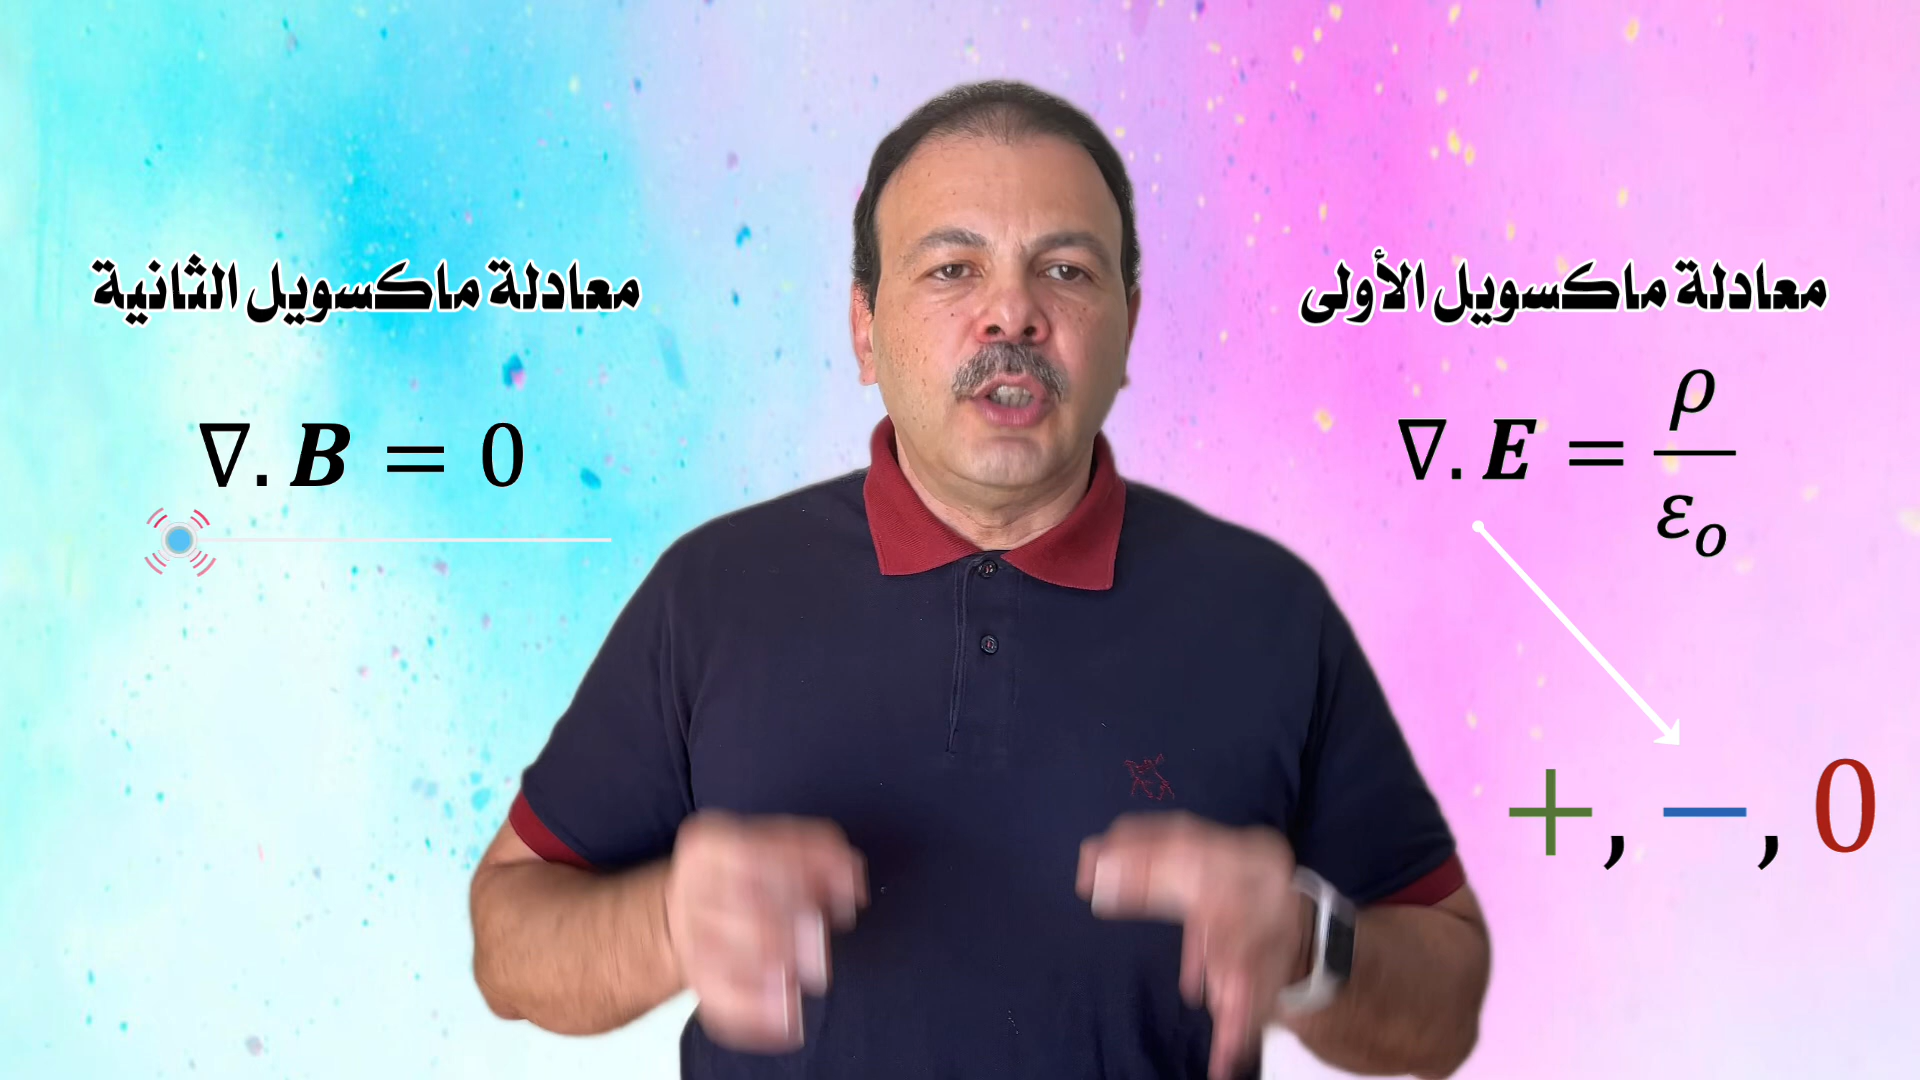 معادلة ماكسويل الأولى
∇. E = ρ / ε₀
+ , − , 0
معادلة ماكسويل الثانية
∇. B = 0